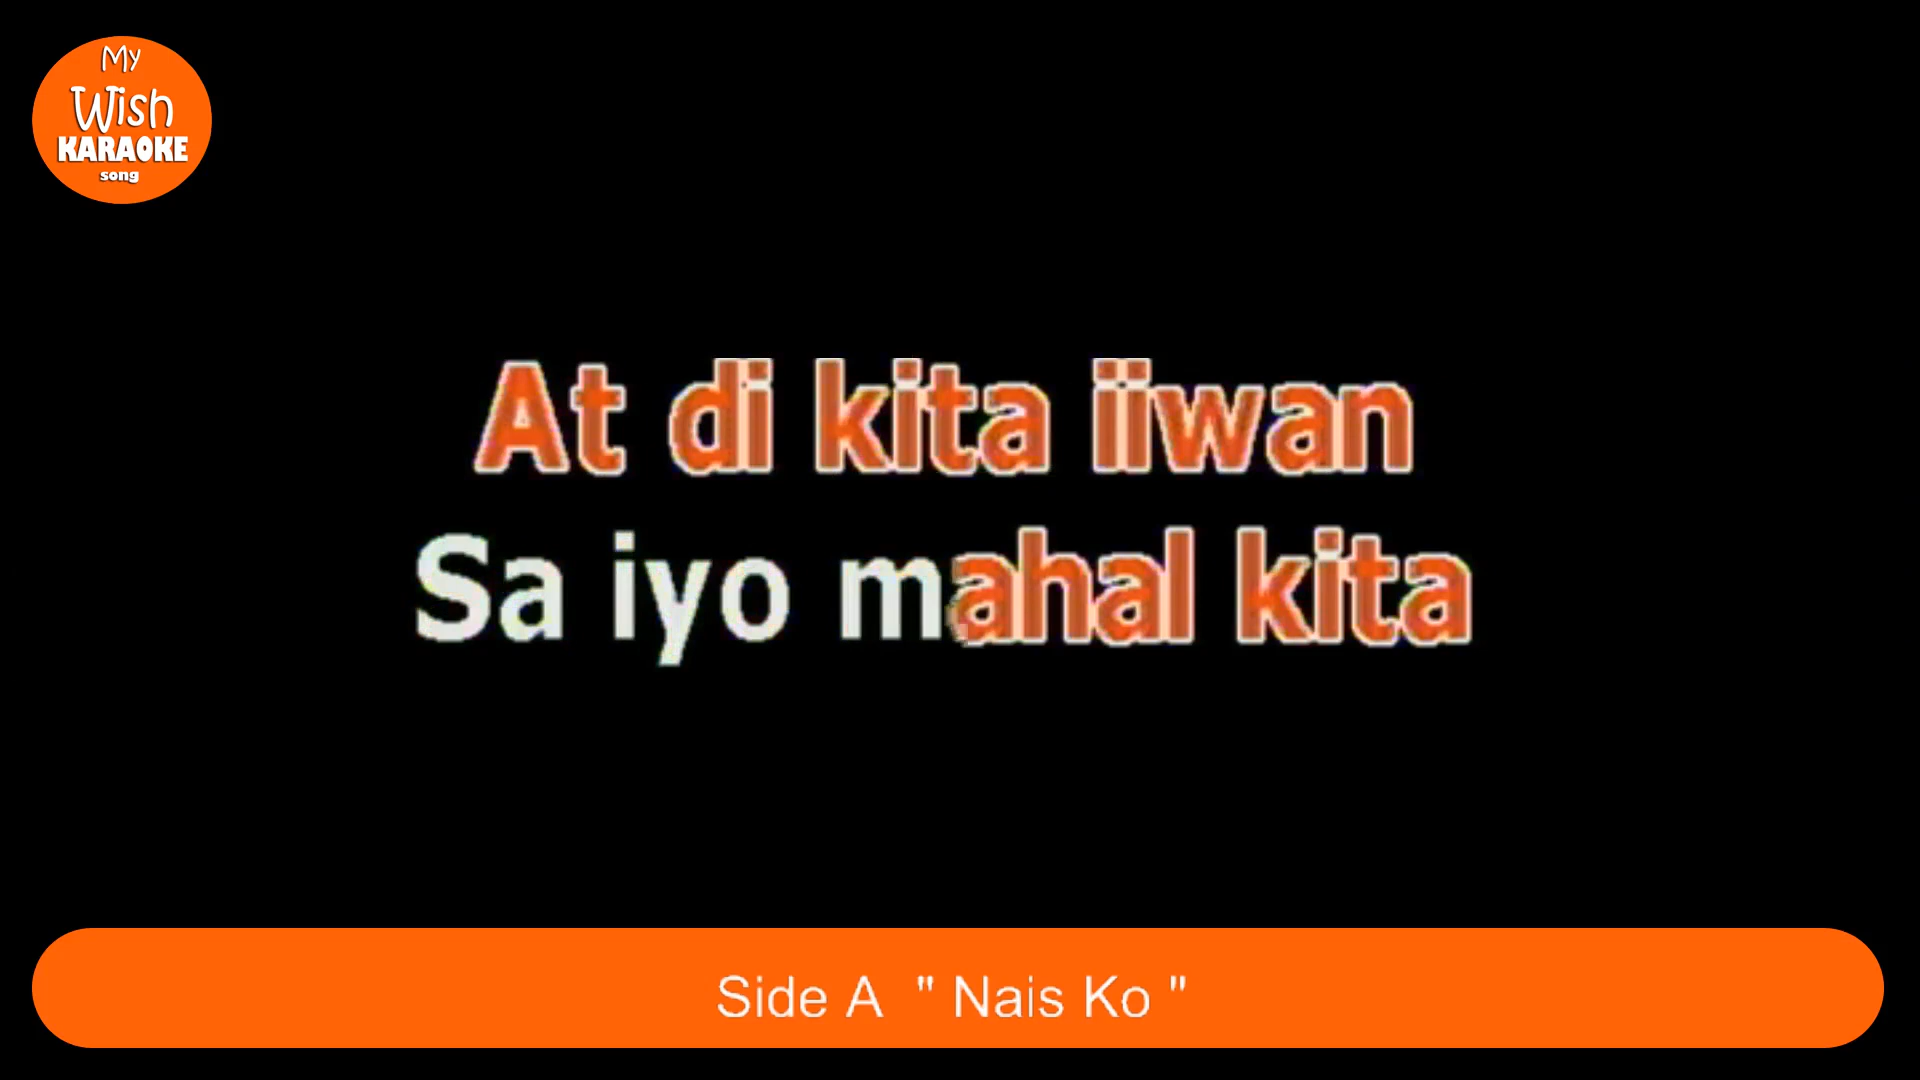 My
Wish
KARAOKE
song
At di kita iiwan
Sa iyo mahal kita
Side A " Nais Ko "